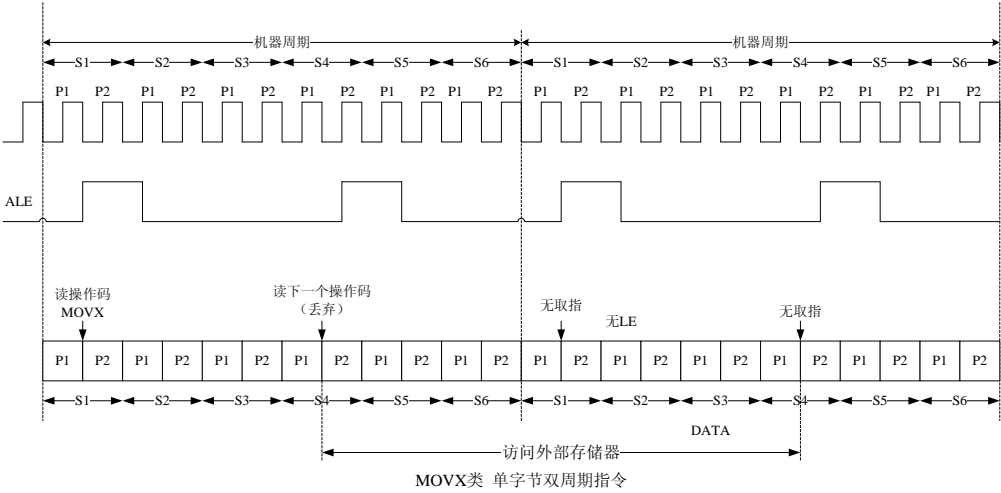 机器周期 机器周期
S1 S2 S3 S4 S5 S6 S1 S2 S3 S4 S5 S6
P1 P2 P1 P2 P1 P2 P1 P2 P1 P2 P1 P2 P1 P2 P1 P2 P1 P2 P1 P2 P1 P2 P1 P2
ALE
读操作码 读下一个操作码 无取指 无取指
MOVX (丢弃) 无LE
P1 P2 P1 P2 P1 P2 P1 P2 P1 P2 P1 P2 P1 P2 P1 P2 P1 P2 P1 P2 P1 P2 P1 P2
S1 S2 S3 S4 S5 S6 S1 S2 S3 S4 S5 S6
DATA
访问外部存储器
MOVX类 单字节双周期指令